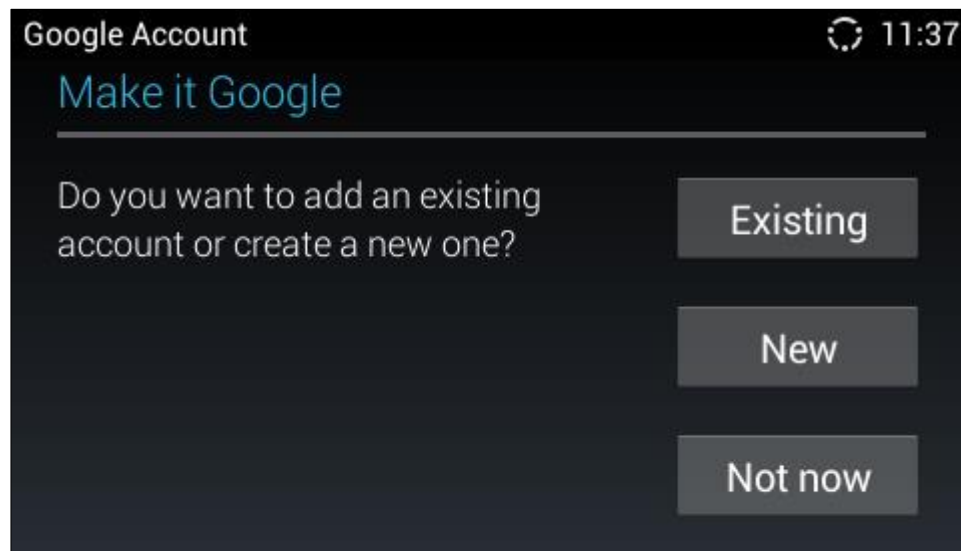 Google Account 11:37
Make it Google
Do you want to add an existing
account or create a new one?
Existing
New
Not now